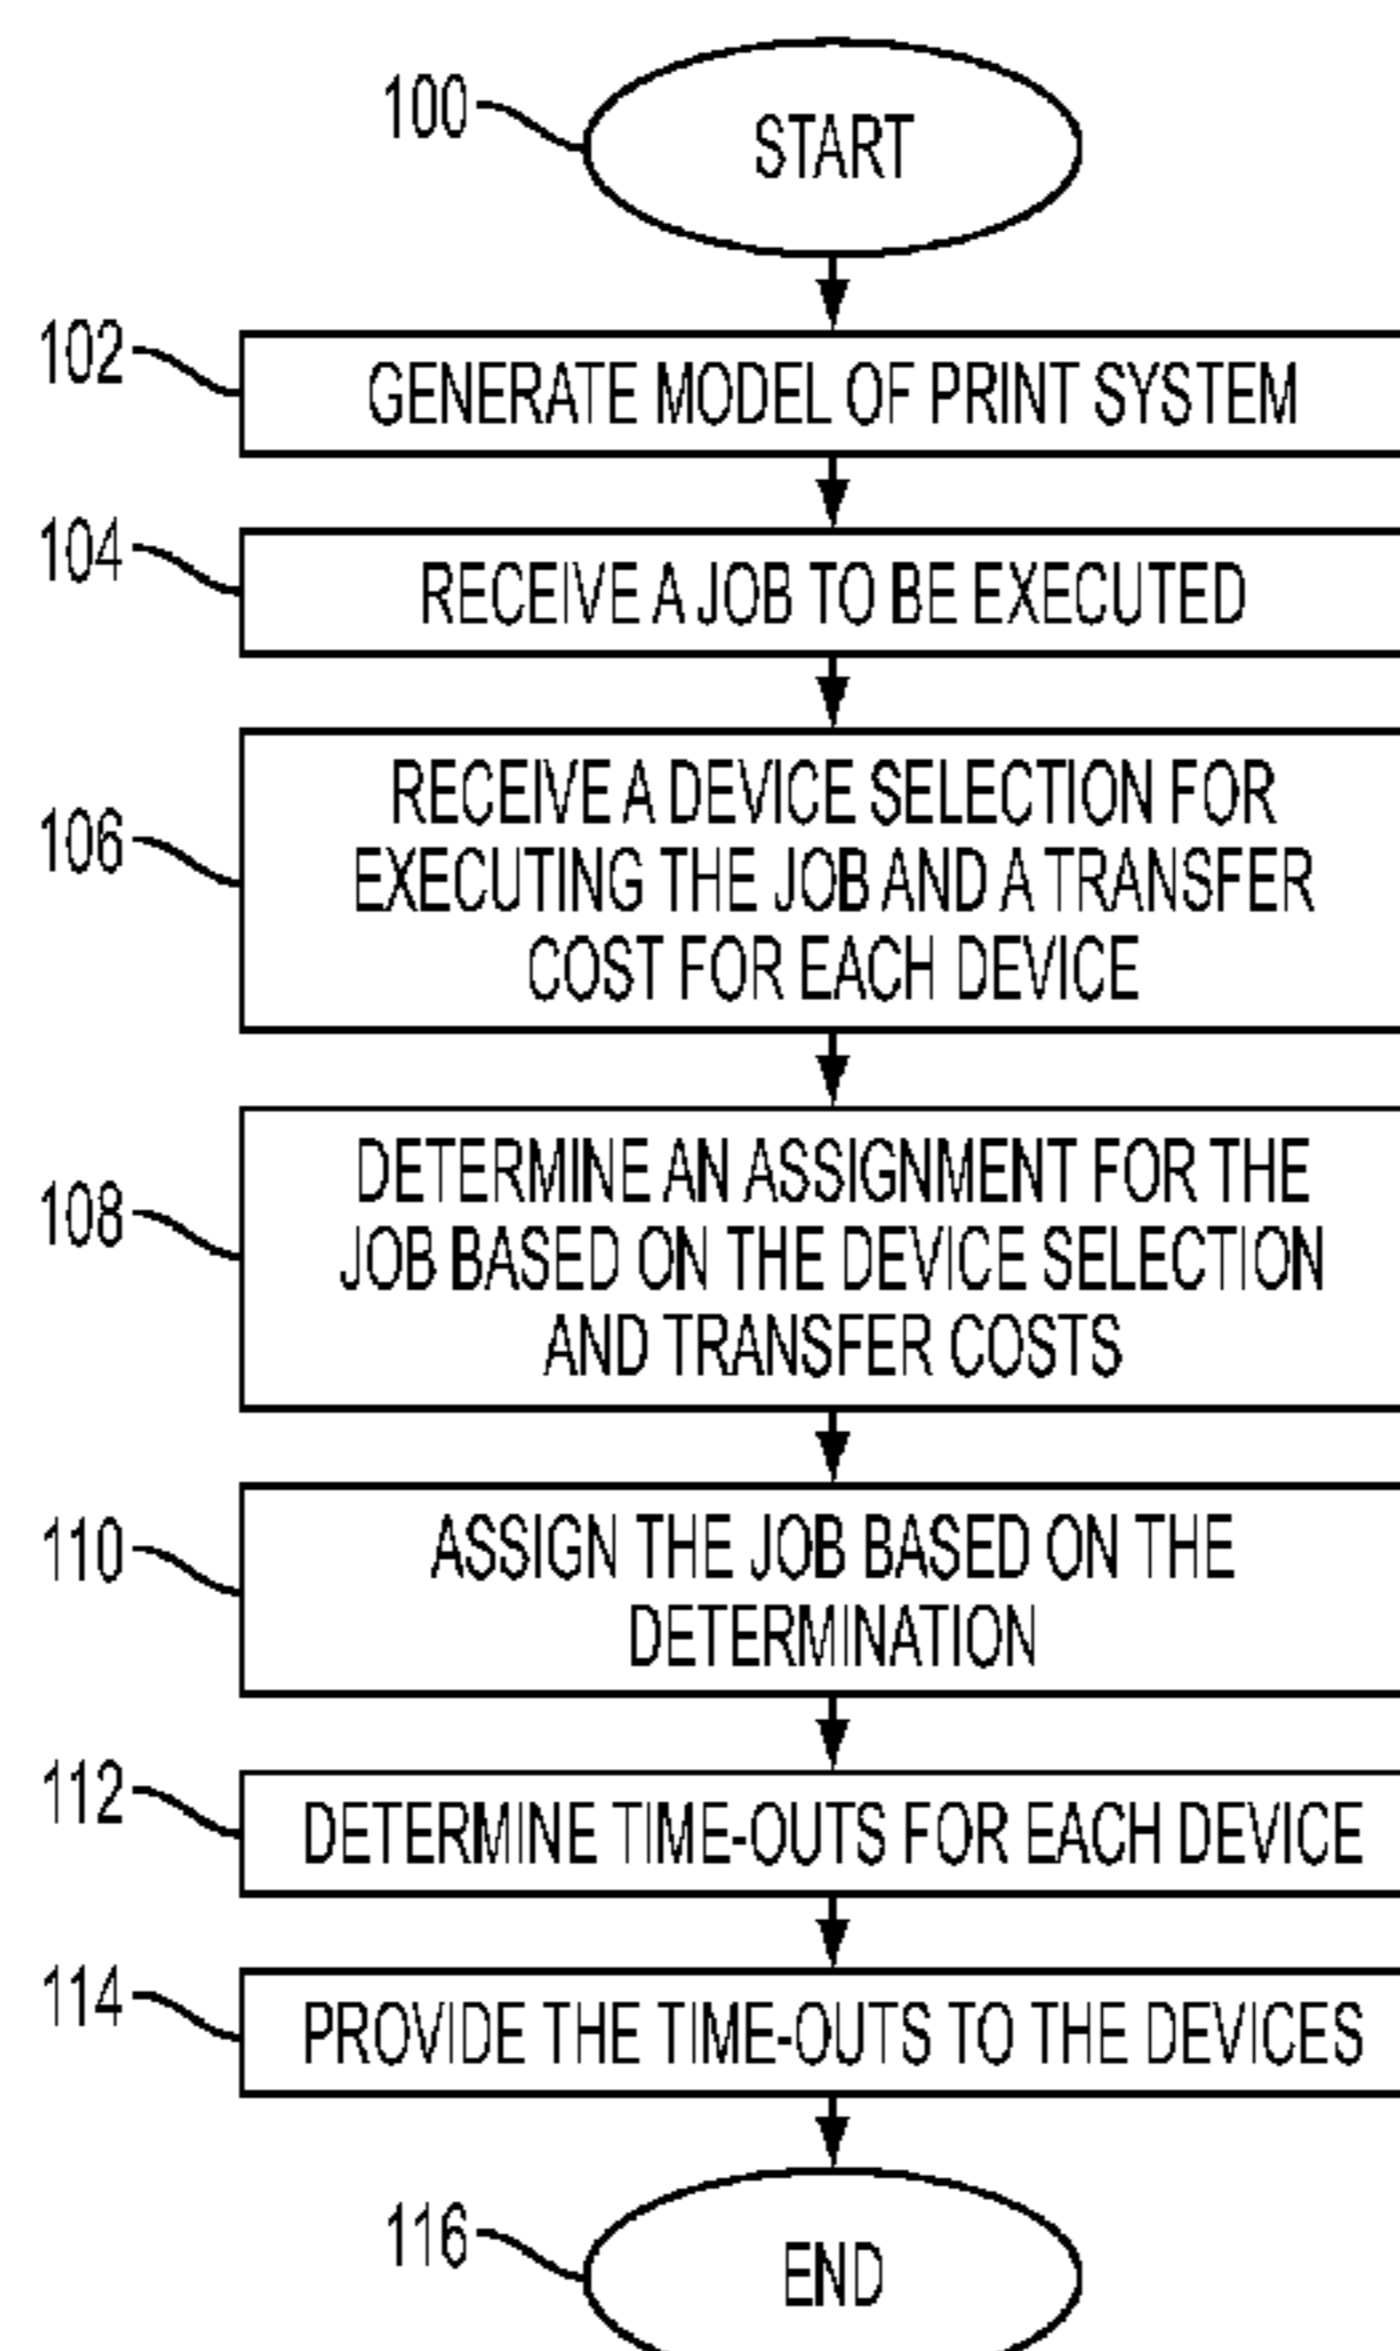 100
START
102
GENERATE MODEL OF PRINT SYSTEM
104
RECEIVE A JOB TO BE EXECUTED
106
RECEIVE A DEVICE SELECTION FOR
EXECUTING THE JOB AND A TRANSFER
COST FOR EACH DEVICE
108
DETERMINE AN ASSIGNMENT FOR THE
JOB BASED ON THE DEVICE SELECTION
AND TRANSFER COSTS
110
ASSIGN THE JOB BASED ON THE
DETERMINATION
112
DETERMINE TIME-OUTS FOR EACH DEVICE
114
PROVIDE THE TIME-OUTS TO THE DEVICES
116
END